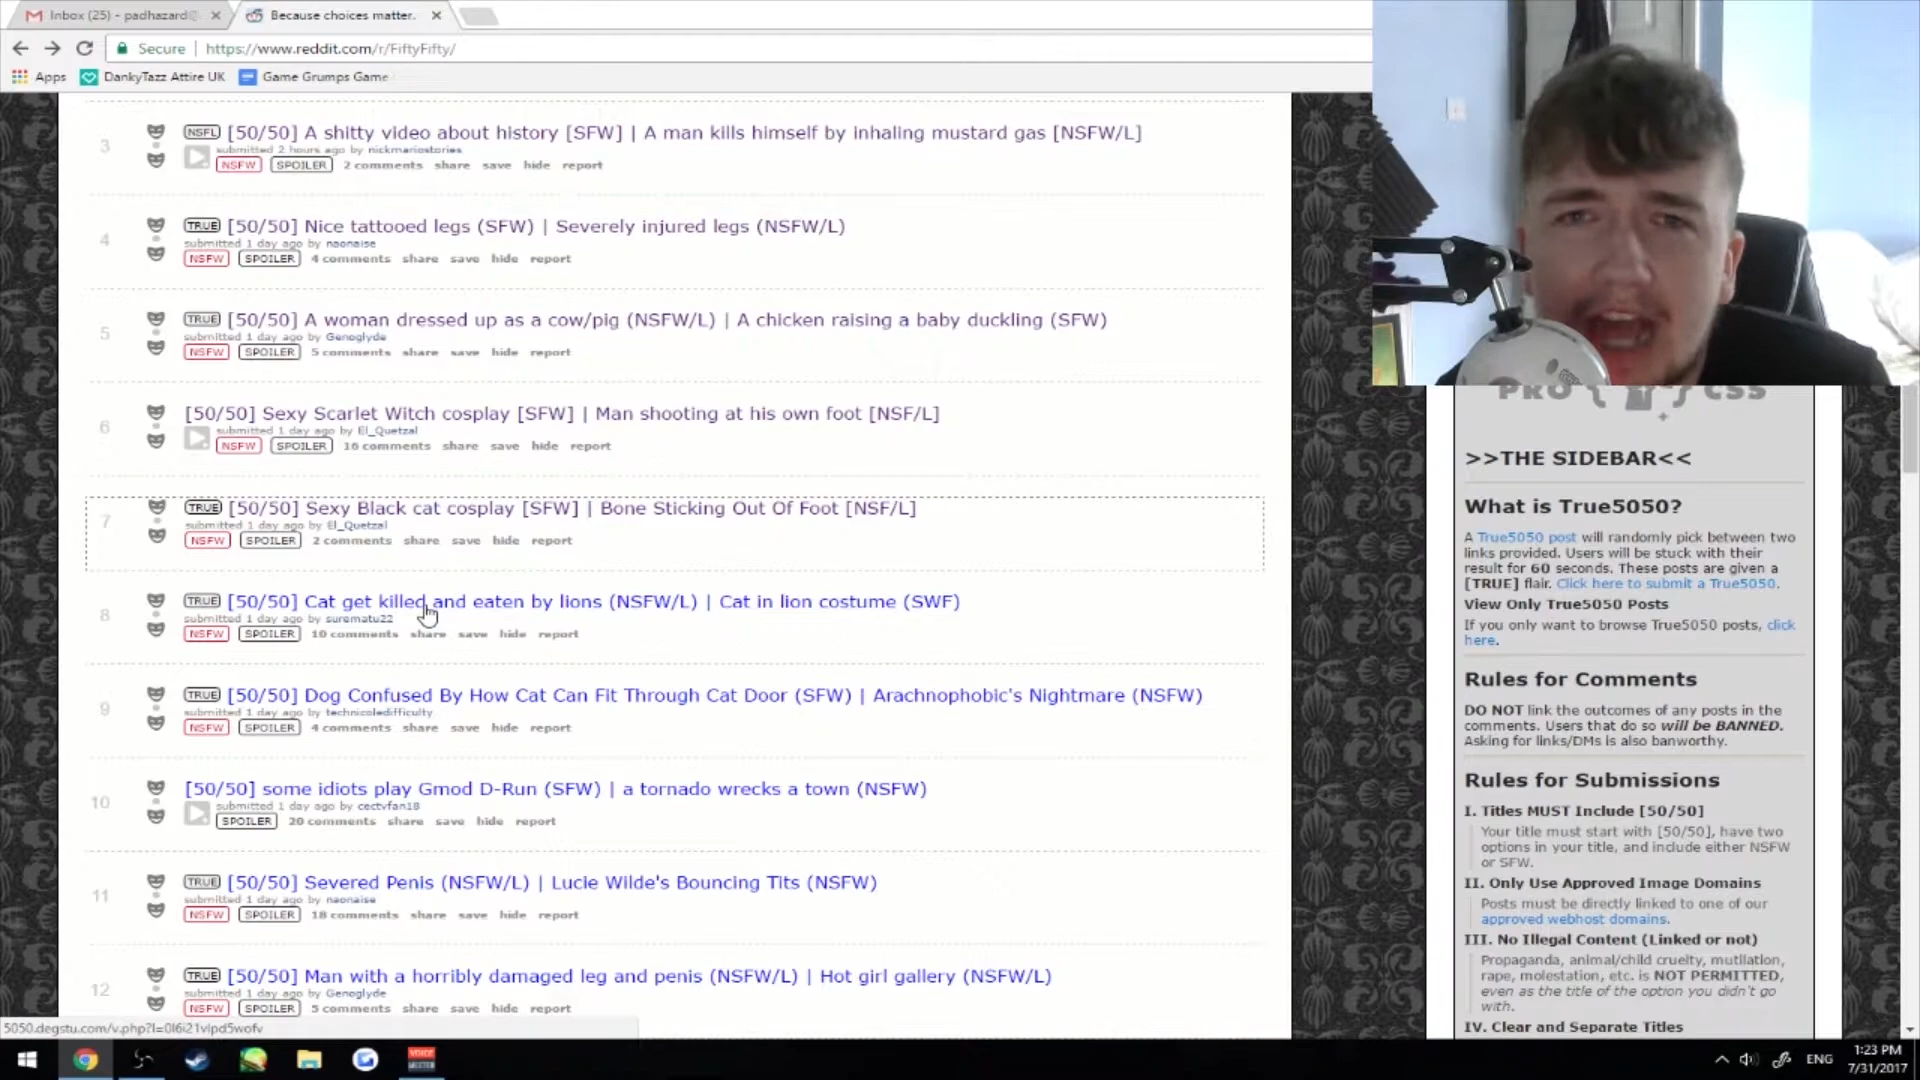 Inbox (25) - padhazard@
Because choices matter.
Secure https://www.reddit.com/r/FiftyFifty/
Apps DankyTazz Attire UK Game Grumps Game
3 NSFL [50/50] A shitty video about history [SFW] | A man kills himself by inhaling mustard gas [NSFW/L]
submitted 2 hours ago by nickmariostories
NSFW SPOILER 2 comments share save hide report
4 TRUE [50/50] Nice tattooed legs (SFW) | Severely injured legs (NSFW/L)
submitted 1 day ago by naonaise
NSFW SPOILER 4 comments share save hide report
5 TRUE [50/50] A woman dressed up as a cow/pig (NSFW/L) | A chicken raising a baby duckling (SFW)
submitted 1 day ago by Genoglyde
NSFW SPOILER 5 comments share save hide report
6 [50/50] Sexy Scarlet Witch cosplay [SFW] | Man shooting at his own foot [NSF/L]
submitted 1 day ago by El_Quetzal
NSFW SPOILER 16 comments share save hide report
7 TRUE [50/50] Sexy Black cat cosplay [SFW] | Bone Sticking Out Of Foot [NSF/L]
submitted 1 day ago by El_Quetzal
NSFW SPOILER 2 comments share save hide report
8 TRUE [50/50] Cat get killed and eaten by lions (NSFW/L) | Cat in lion costume (SWF)
submitted 1 day ago by surematu22
NSFW SPOILER 10 comments share save hide report
9 TRUE [50/50] Dog Confused By How Cat Can Fit Through Cat Door (SFW) | Arachnophobic's Nightmare (NSFW)
submitted 1 day ago by technicoledifficulty
NSFW SPOILER 4 comments share save hide report
10 [50/50] some idiots play Gmod D-Run (SFW) | a tornado wrecks a town (NSFW)
submitted 1 day ago by cectvfan18
SPOILER 20 comments share save hide report
11 TRUE [50/50] Severed Penis (NSFW/L) | Lucie Wilde's Bouncing Tits (NSFW)
submitted 1 day ago by naonaise
NSFW SPOILER 18 comments share save hide report
12 TRUE [50/50] Man with a horribly damaged leg and penis (NSFW/L) | Hot girl gallery (NSFW/L)
submitted 1 day ago by Genoglyde
NSFW SPOILER 5 comments share save hide report
PRO { } CSS
>>THE SIDEBAR<<
What is True5050?
A True5050 post will randomly pick between two
links provided. Users will be stuck with their
result for 60 seconds. These posts are given a
[TRUE] flair. Click here to submit a True5050.
View Only True5050 Posts
If you only want to browse True5050 posts, click
here.
Rules for Comments
DO NOT link the outcomes of any posts in the
comments. Users that do so will be BANNED.
Asking for links/DMs is also banworthy.
Rules for Submissions
I. Titles MUST Include [50/50]
Your title must start with [50/50], have two
options in your title, and include either NSFW
or SFW.
II. Only Use Approved Image Domains
Posts must be directly linked to one of our
approved webhost domains.
III. No Illegal Content (Linked or not)
Propaganda, animal/child cruelty, mutilation,
rape, molestation, etc. is NOT PERMITTED,
even as the title of the option you didn't go
with.
IV. Clear and Separate Titles
VOICE
ENG
1:23 PM
7/31/2017